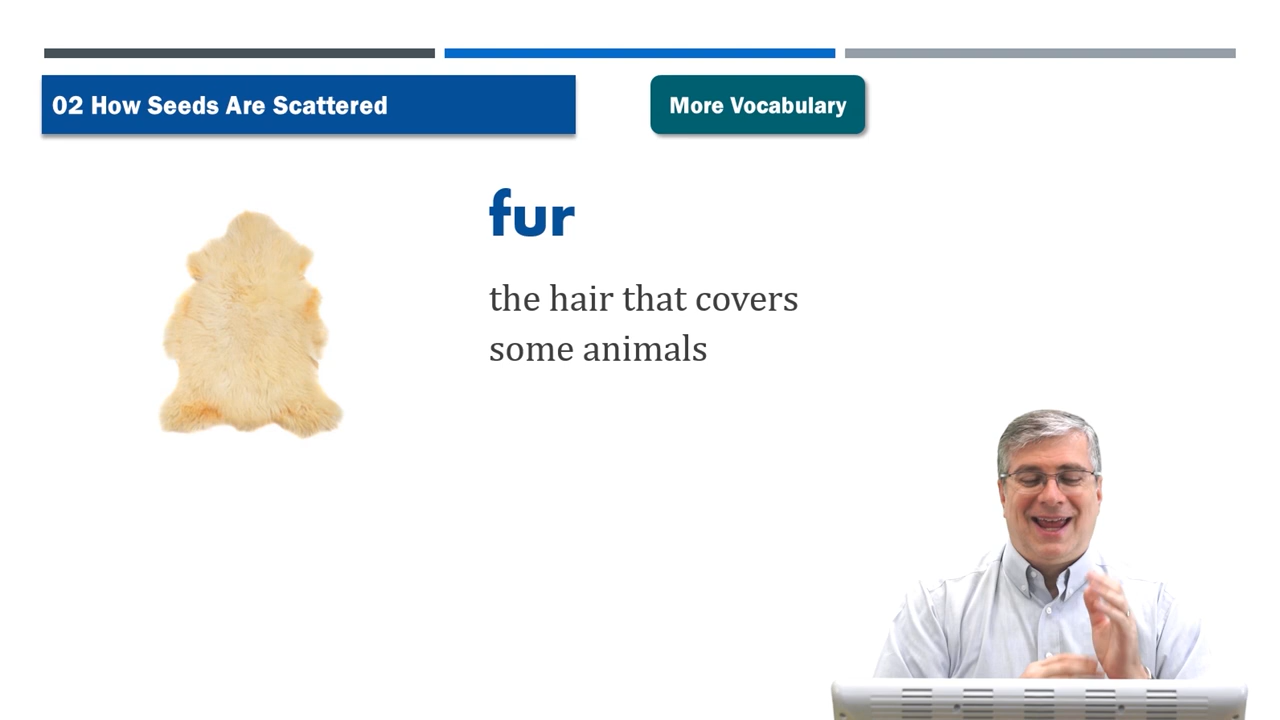 02 How Seeds Are Scattered
More Vocabulary
fur
the hair that covers
some animals